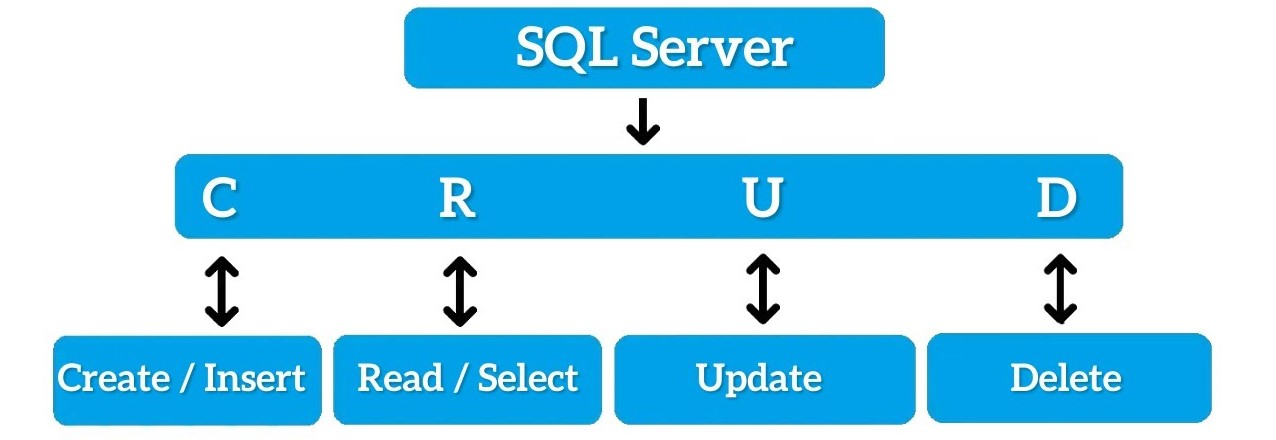 SQL Server
C R U D
Create / Insert Read / Select Update Delete